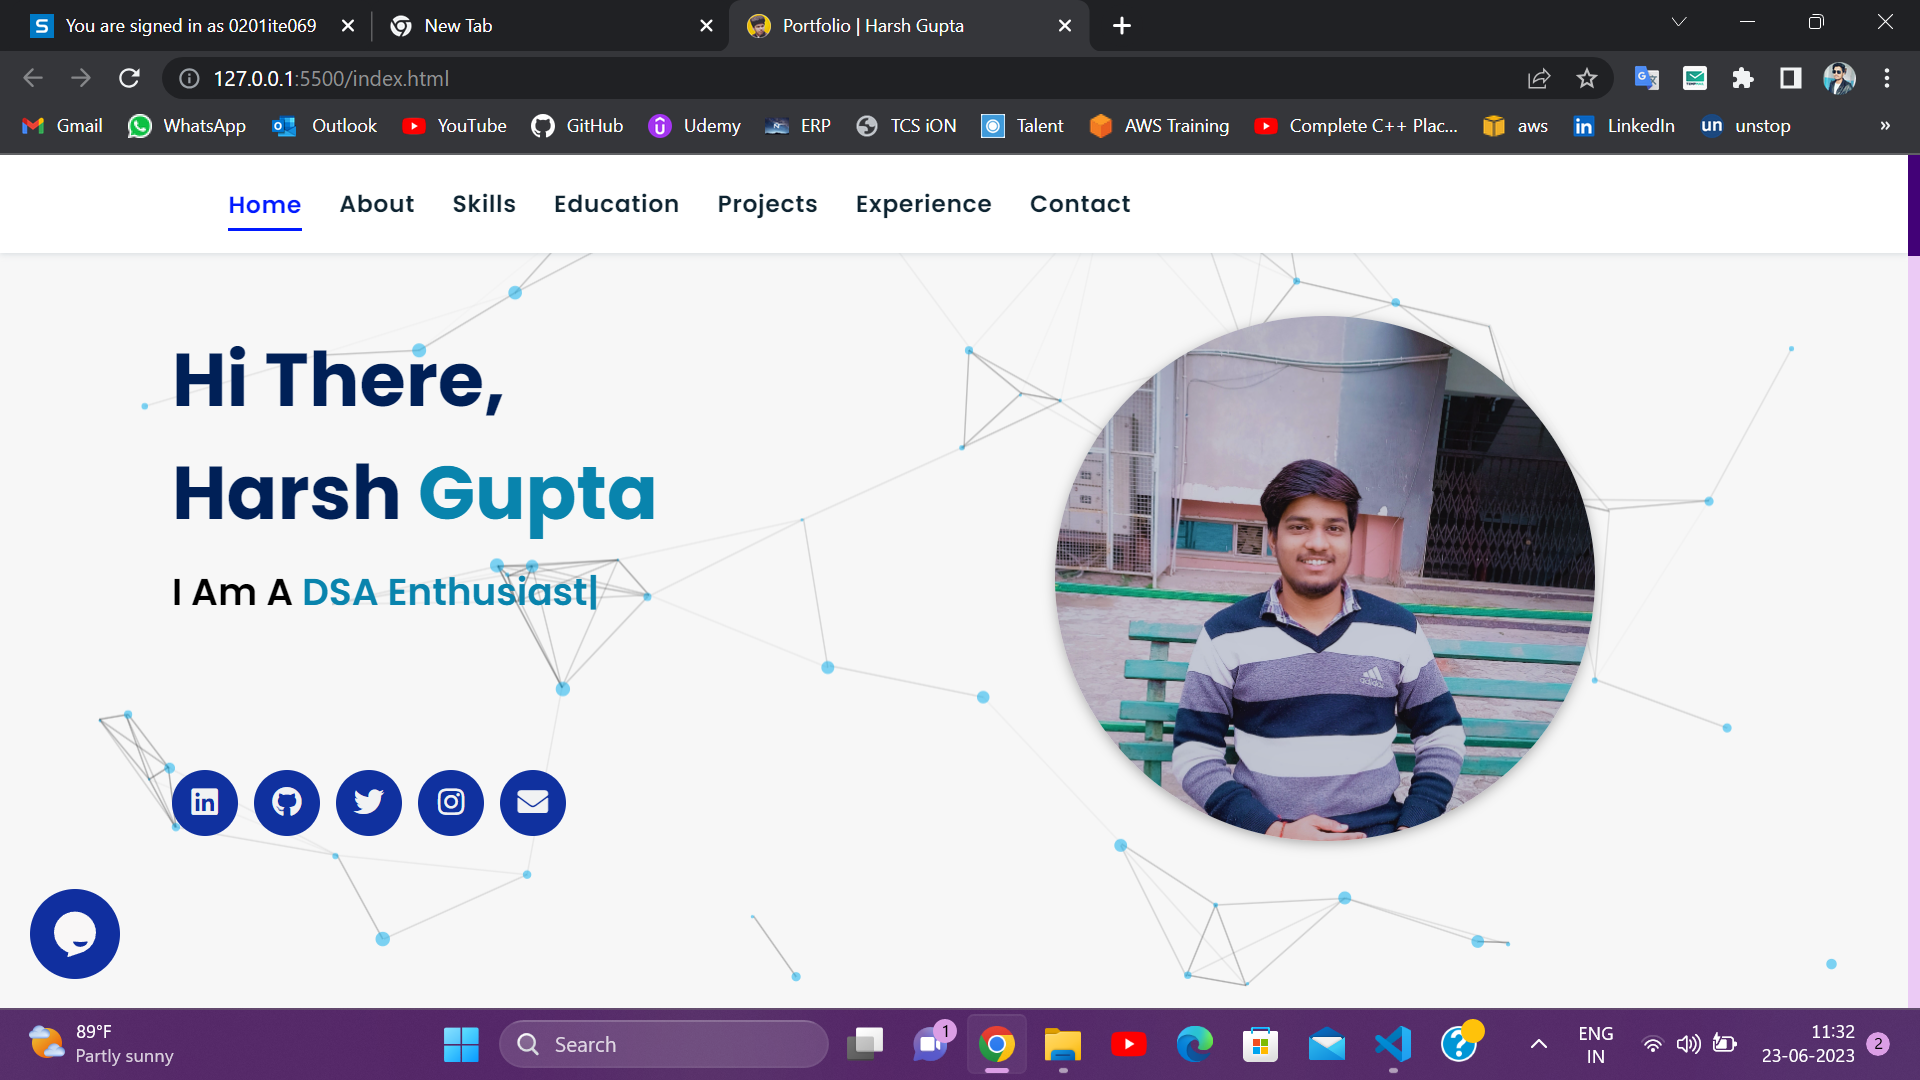 You are signed in as 0201ite069
New Tab
Portfolio | Harsh Gupta
127.0.0.1:5500/index.html
Gmail
WhatsApp
Outlook
YouTube
GitHub
Udemy
ERP
TCS iON
Talent
AWS Training
Complete C++ Plac...
aws
LinkedIn
unstop
»
Home
About
Skills
Education
Projects
Experience
Contact
Hi There,
Harsh Gupta
I Am A DSA Enthusiast|
adidas
89°F
Partly sunny
Search
1
ENG
IN
11:32
23-06-2023
2